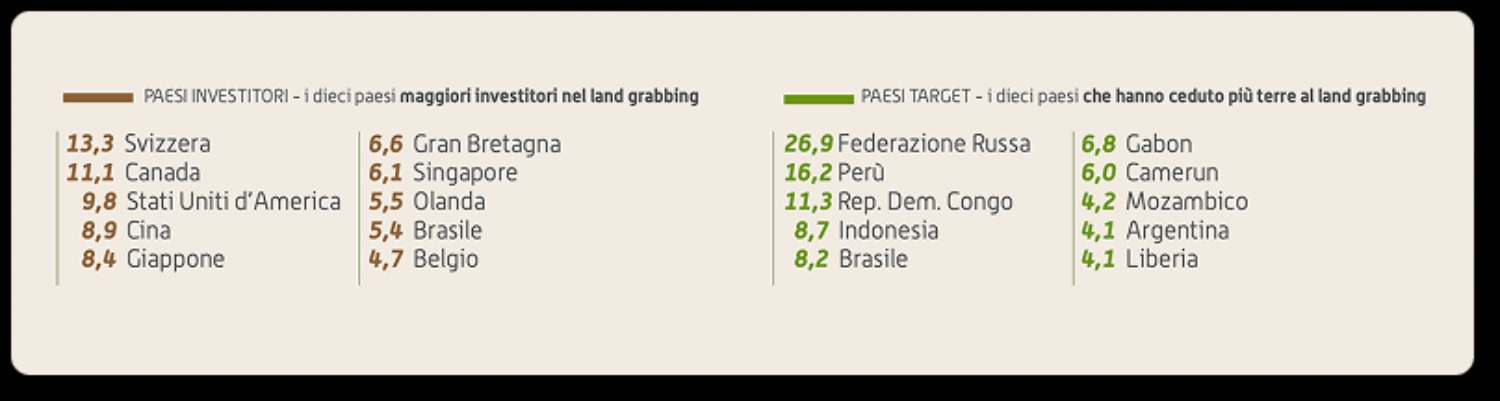 PAESI INVESTITORI - i dieci paesi maggiori investitori nel land grabbing
13,3 Svizzera
11,1 Canada
9,8 Stati Uniti d'America
8,9 Cina
8,4 Giappone
6,6 Gran Bretagna
6,1 Singapore
5,5 Olanda
5,4 Brasile
4,7 Belgio
PAESI TARGET - i dieci paesi che hanno ceduto più terre al land grabbing
26,9 Federazione Russa
16,2 Perù
11,3 Rep. Dem. Congo
8,7 Indonesia
8,2 Brasile
6,8 Gabon
6,0 Camerun
4,2 Mozambico
4,1 Argentina
4,1 Liberia